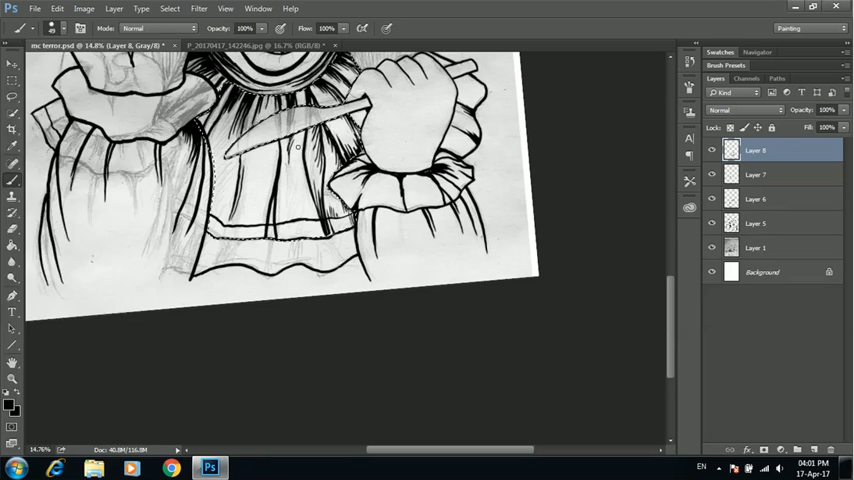 Ps File Edit Image Layer Type Select Filter View Window Help
49 Mode: Normal Opacity: 100% Flow: 100% Painting
mc terror.psd @ 14.8% (Layer 8, Gray/8) * × P_20170417_142246.jpg @ 16.7% (RGB/8) * ×
Swatches Navigator
Brush Presets
Layers Channels Paths
Kind
Normal Opacity: 100%
Lock: Fill: 100%
Layer 8
Layer 7
Layer 6
Layer 5
Layer 1
Background
14.76% Doc: 40.8M/116.8M
Ps EN 04:01 PM
17-Apr-17